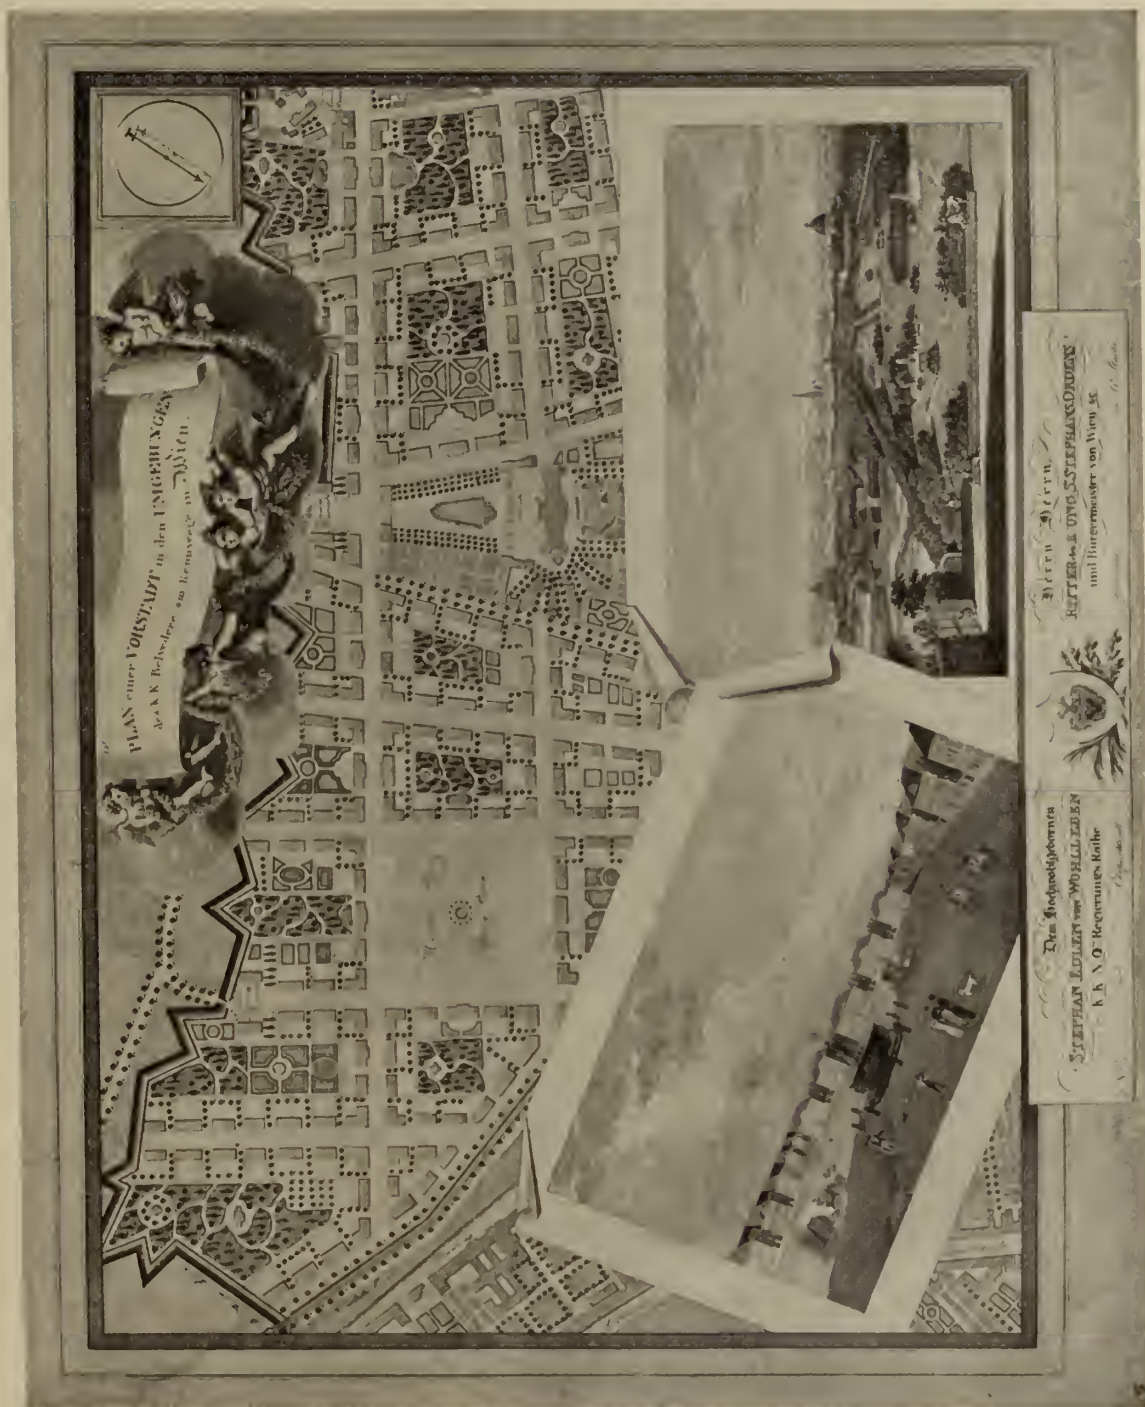 PLAN einer VORSTADT in den UMGEBUNGEN
des K K Belvedere am Rennwege in Wien.
Dem Hochwohlgebornen
STEPHAN EDLEN von WOHLLEBEN
K. K. N. Ö. Regierungs Rathe
Herrn Herrn,
RITTER des K UNG S. STEPHANS ORDENS
und Bürgermeister von Wien &c